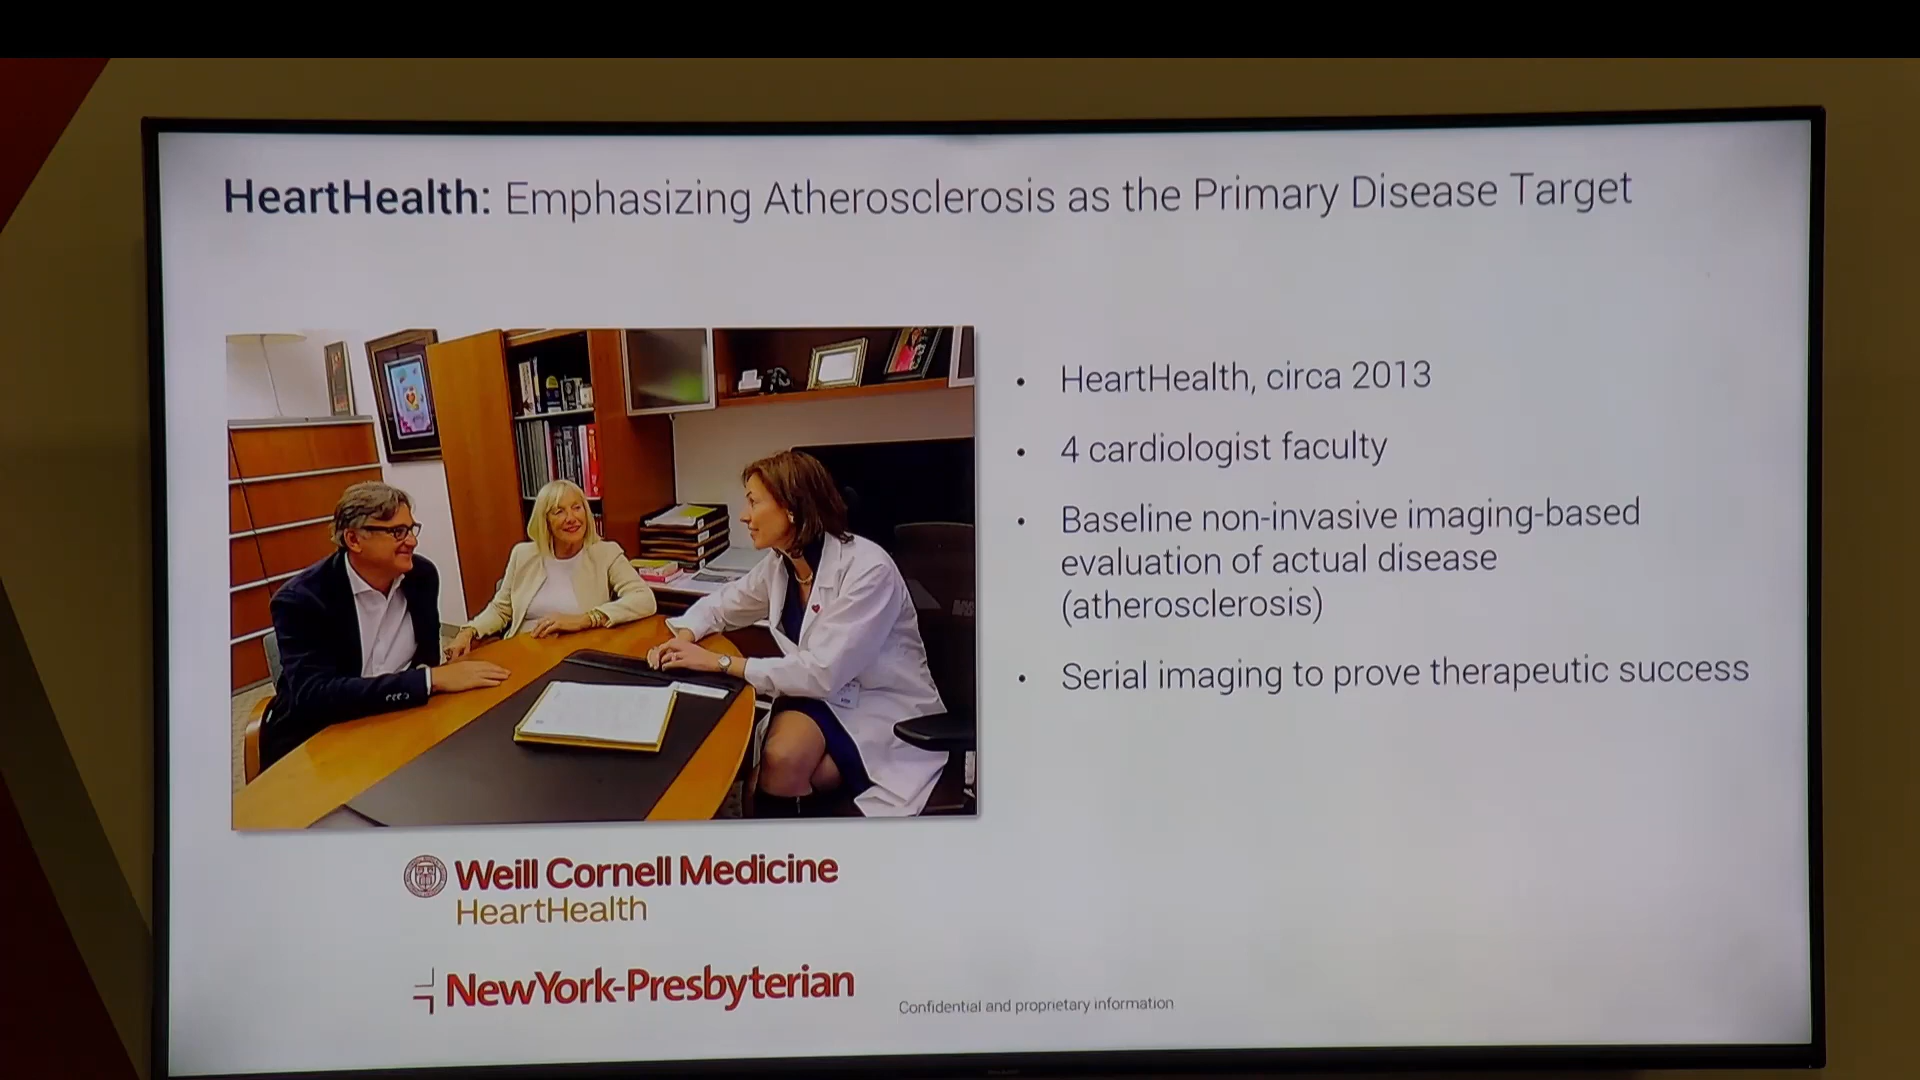 HeartHealth: Emphasizing Atherosclerosis as the Primary Disease Target
• HeartHealth, circa 2013
• 4 cardiologist faculty
• Baseline non-invasive imaging-based
evaluation of actual disease
(atherosclerosis)
• Serial imaging to prove therapeutic success
Weill Cornell Medicine
HeartHealth
NewYork-Presbyterian
Confidential and proprietary information